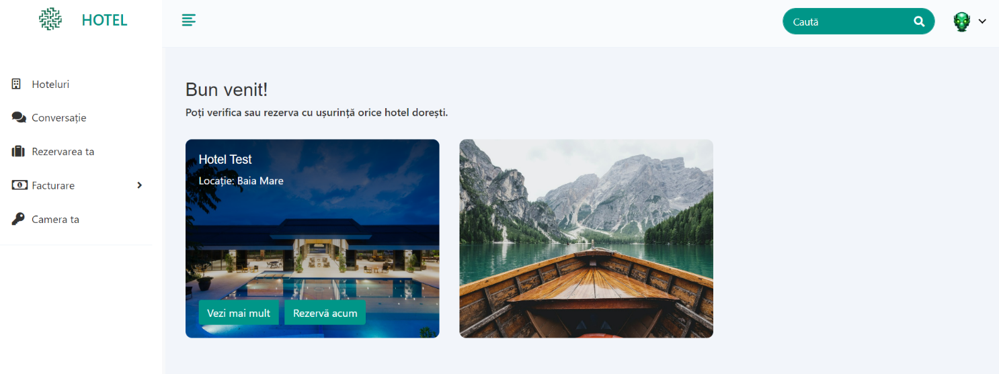 HOTEL
Caută
Hoteluri
Conversație
Rezervarea ta
Facturare
Camera ta
Bun venit!
Poți verifica sau rezerva cu ușurință orice hotel dorești.
Hotel Test
Locație: Baia Mare
Vezi mai mult
Rezervă acum